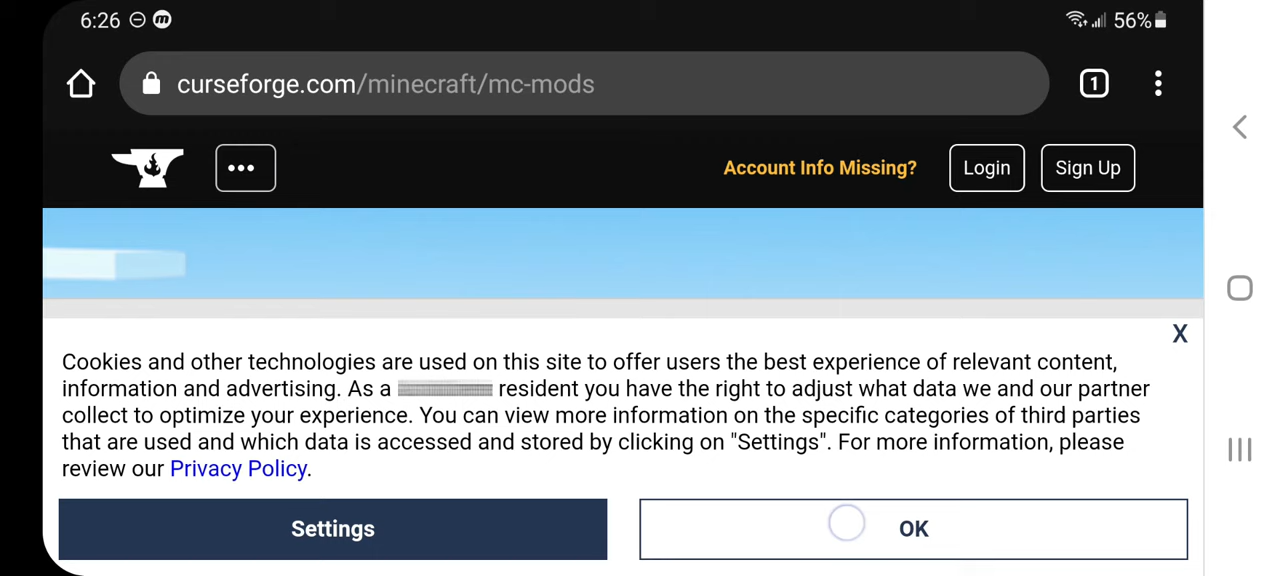 6:26 56%
curseforge.com/minecraft/mc-mods 1
Account Info Missing? Login Sign Up
X
Cookies and other technologies are used on this site to offer users the best experience of relevant content,
information and advertising. As a resident you have the right to adjust what data we and our partner
collect to optimize your experience. You can view more information on the specific categories of third parties
that are used and which data is accessed and stored by clicking on "Settings". For more information, please
review our Privacy Policy.
Settings OK